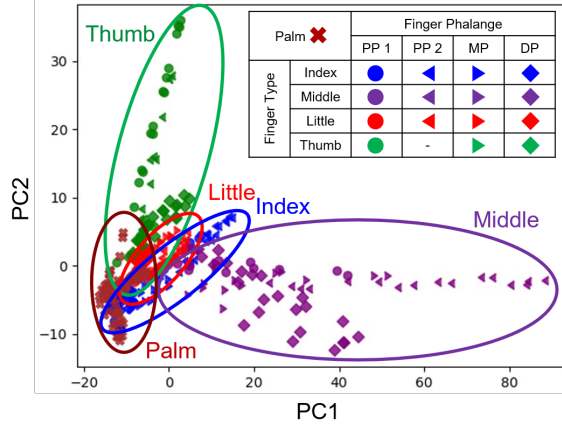 Thumb
Palm
Finger Phalange
PP 1 PP 2 MP DP
Finger Type
Index
Middle
Little
Thumb -
Little
Index
Middle
Palm
30
20
10
0
−10
−20 0 20 40 60 80
PC2
PC1